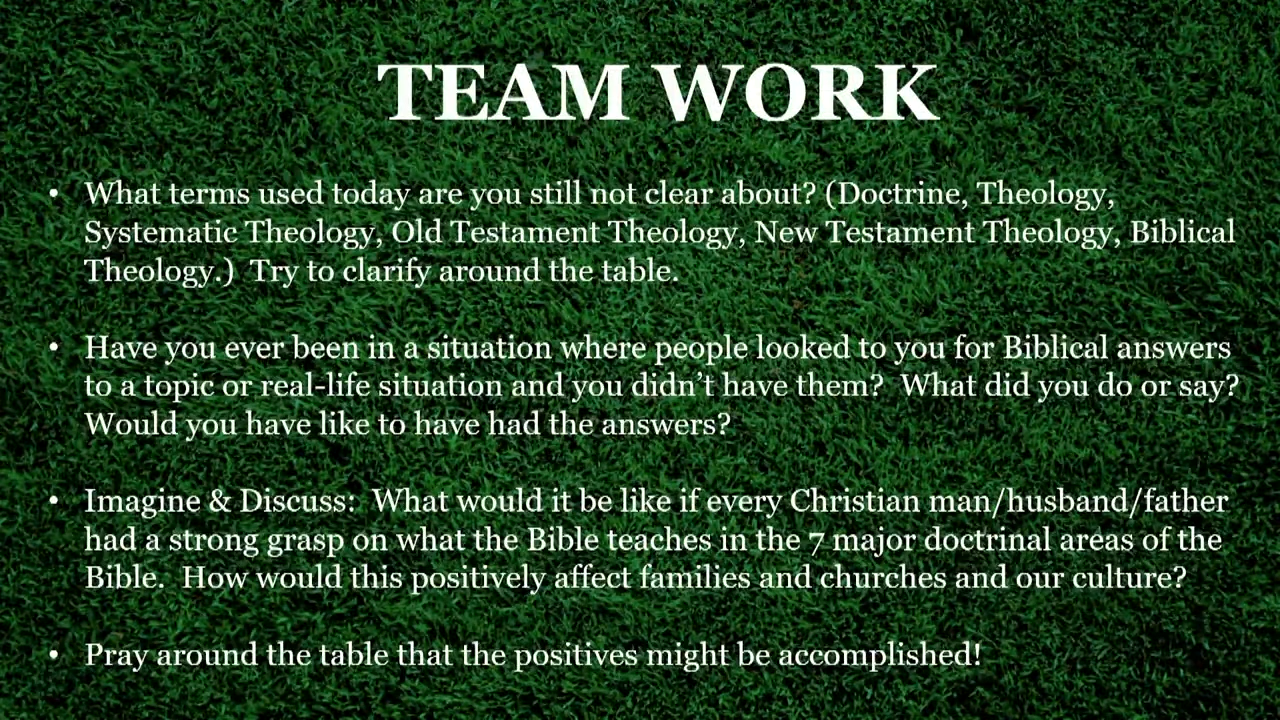 TEAM WORK
• What terms used today are you still not clear about? (Doctrine, Theology,
Systematic Theology, Old Testament Theology, New Testament Theology, Biblical
Theology.)  Try to clarify around the table.
• Have you ever been in a situation where people looked to you for Biblical answers
to a topic or real-life situation and you didn’t have them?  What did you do or say?
Would you have like to have had the answers?
• Imagine & Discuss:  What would it be like if every Christian man/husband/father
had a strong grasp on what the Bible teaches in the 7 major doctrinal areas of the
Bible.  How would this positively affect families and churches and our culture?
• Pray around the table that the positives might be accomplished!